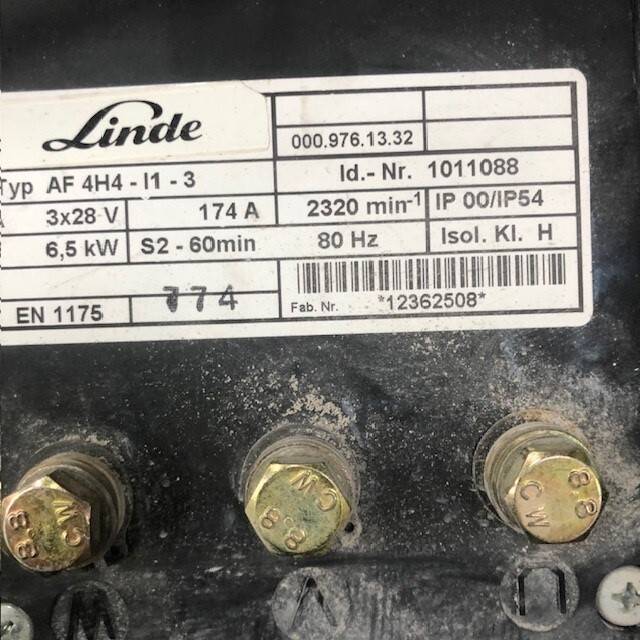 Linde
000.976.13.32
Typ AF 4H4 - I1 - 3
Id.- Nr. 1011088
3x28 V
174 A
2320 min-1
IP 00/IP54
6,5 kW
S2 - 60min
80 Hz
Isol. Kl. H
EN 1175
774
Fab. Nr. *12362508*
CW 8.8
CW 8.8
CW 8.8
W V U